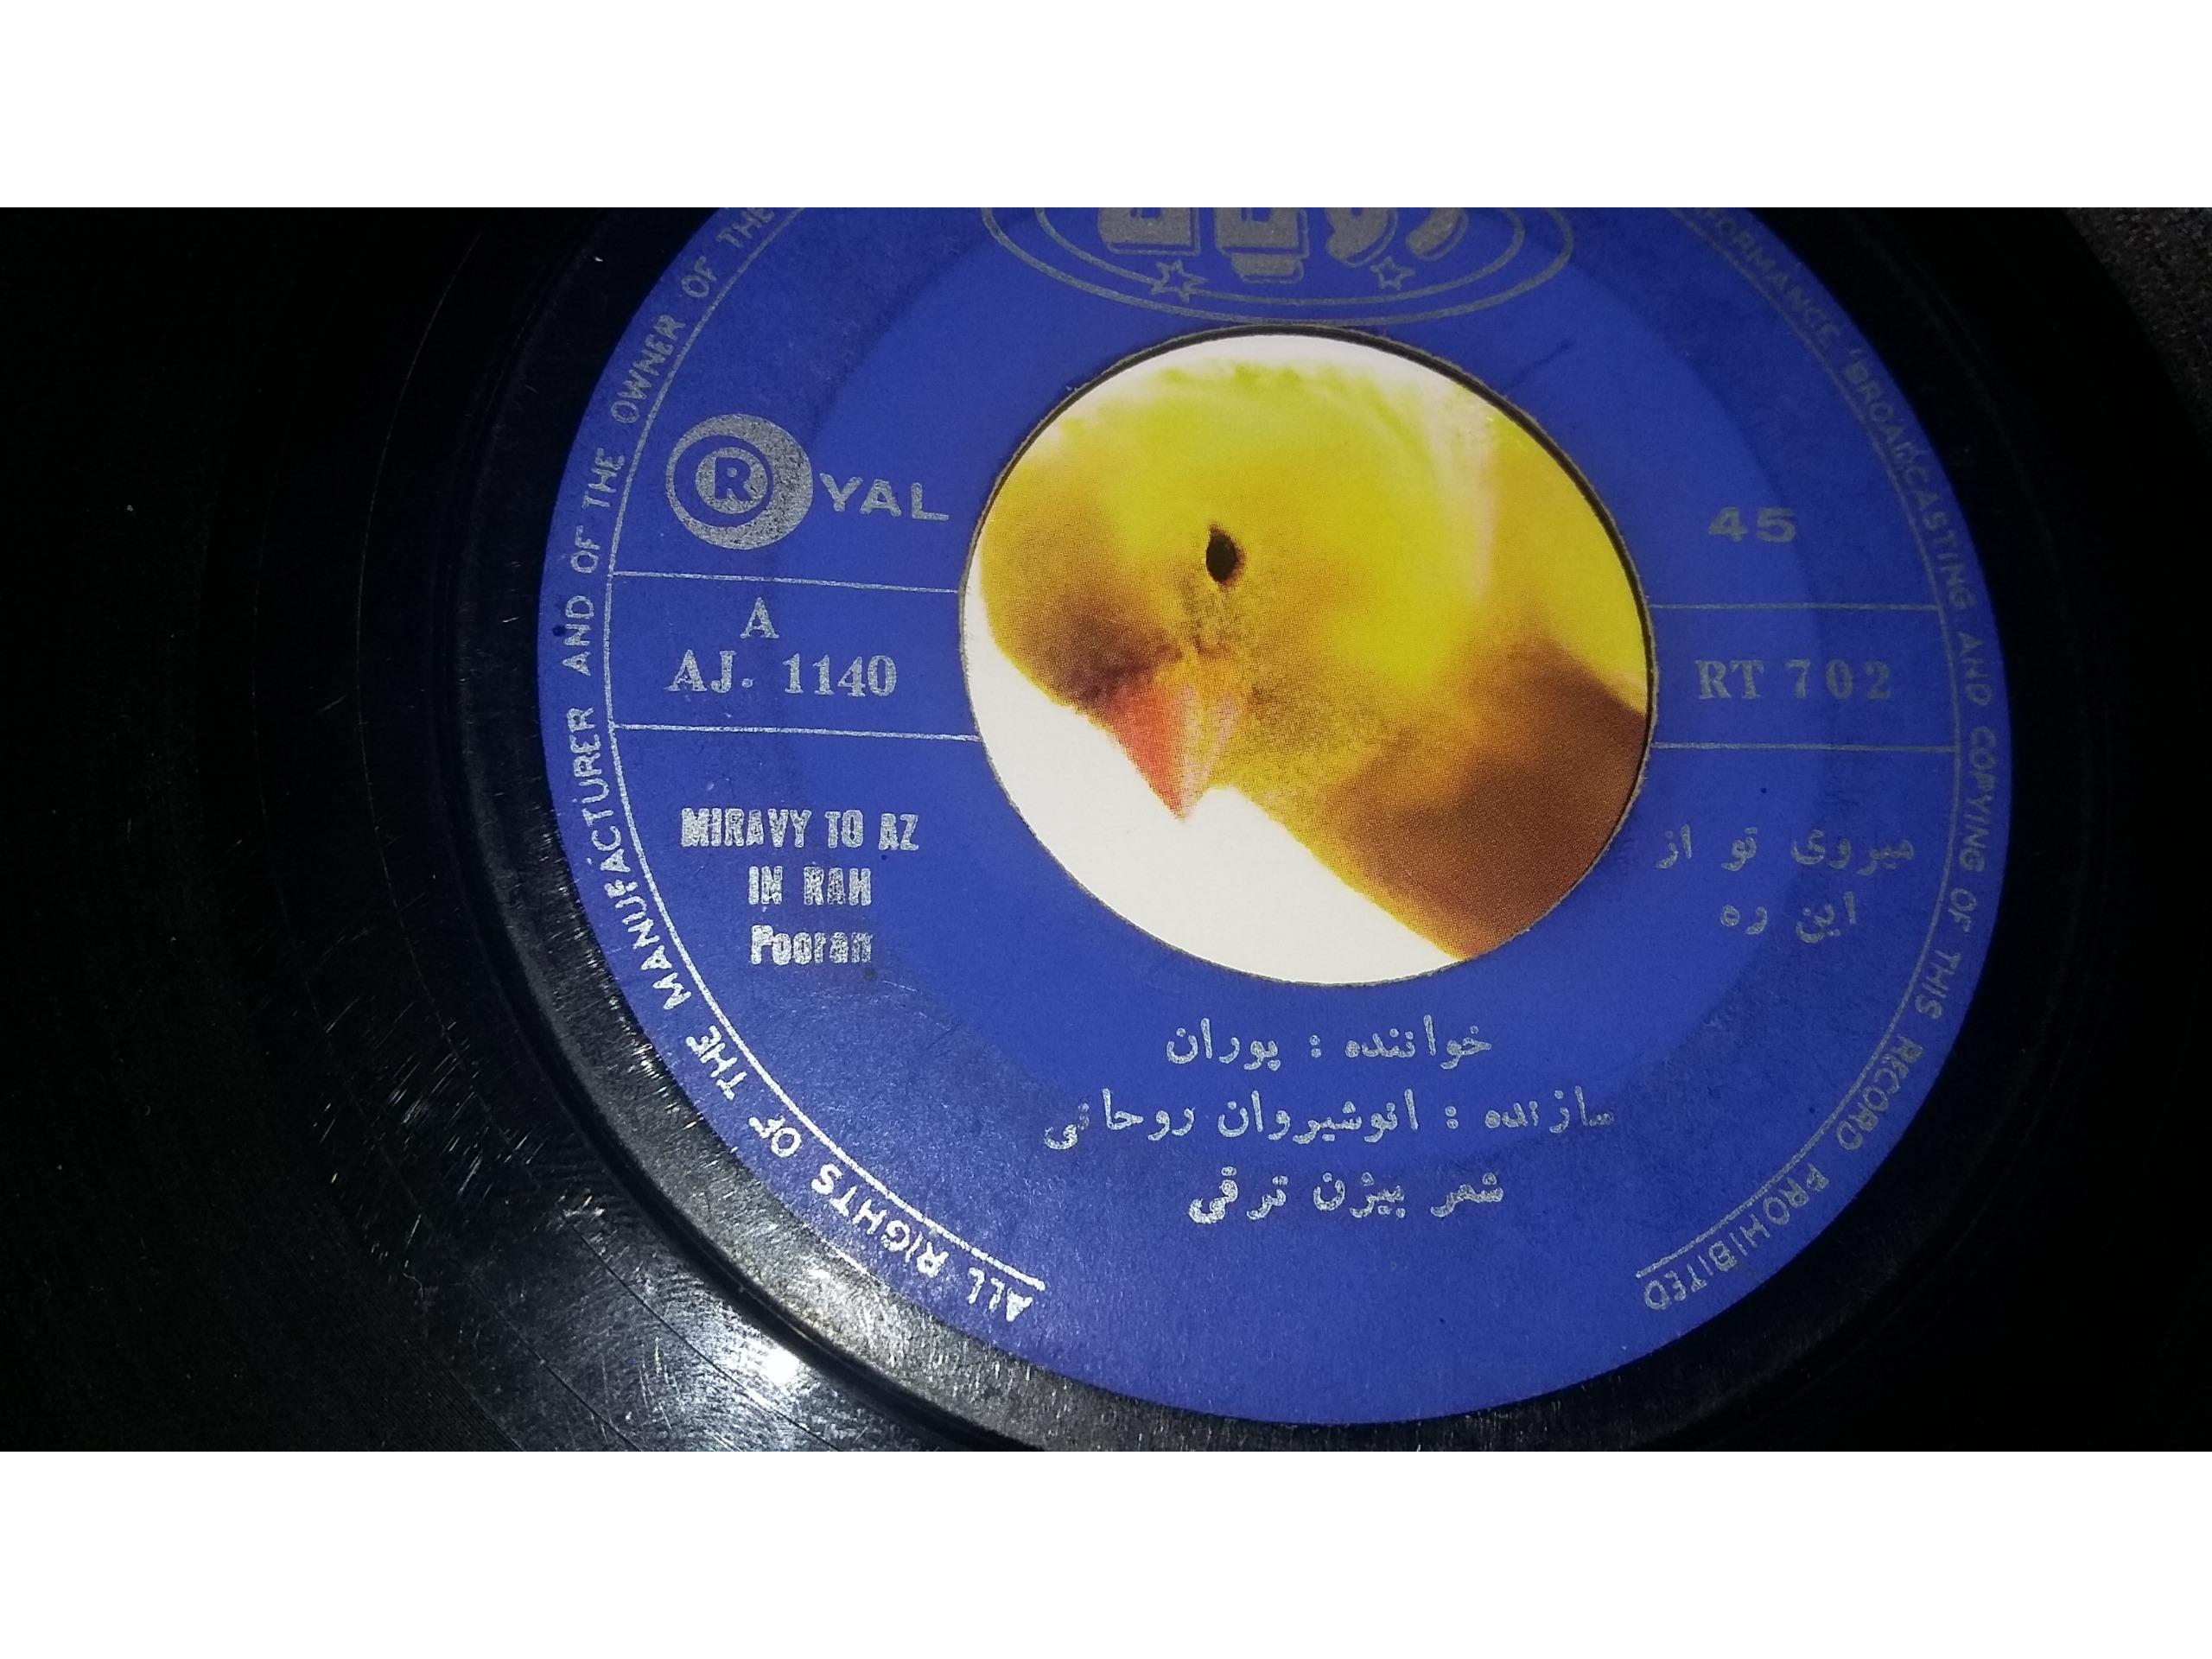 رویال
ROYAL
45
A
AJ. 1140
RT 702
MIRAVY TO AZ
IN RAH
Pooran
میروی تو از
این ره
خواننده : پوران
سازنده : انوشیروان روحانی
شعر بیژن ترقی
ALL RIGHTS OF THE MANUFACTURER AND OF THE OWNER OF THE
BROADCASTING AND COPYING OF THIS RECORD PROHIBITED